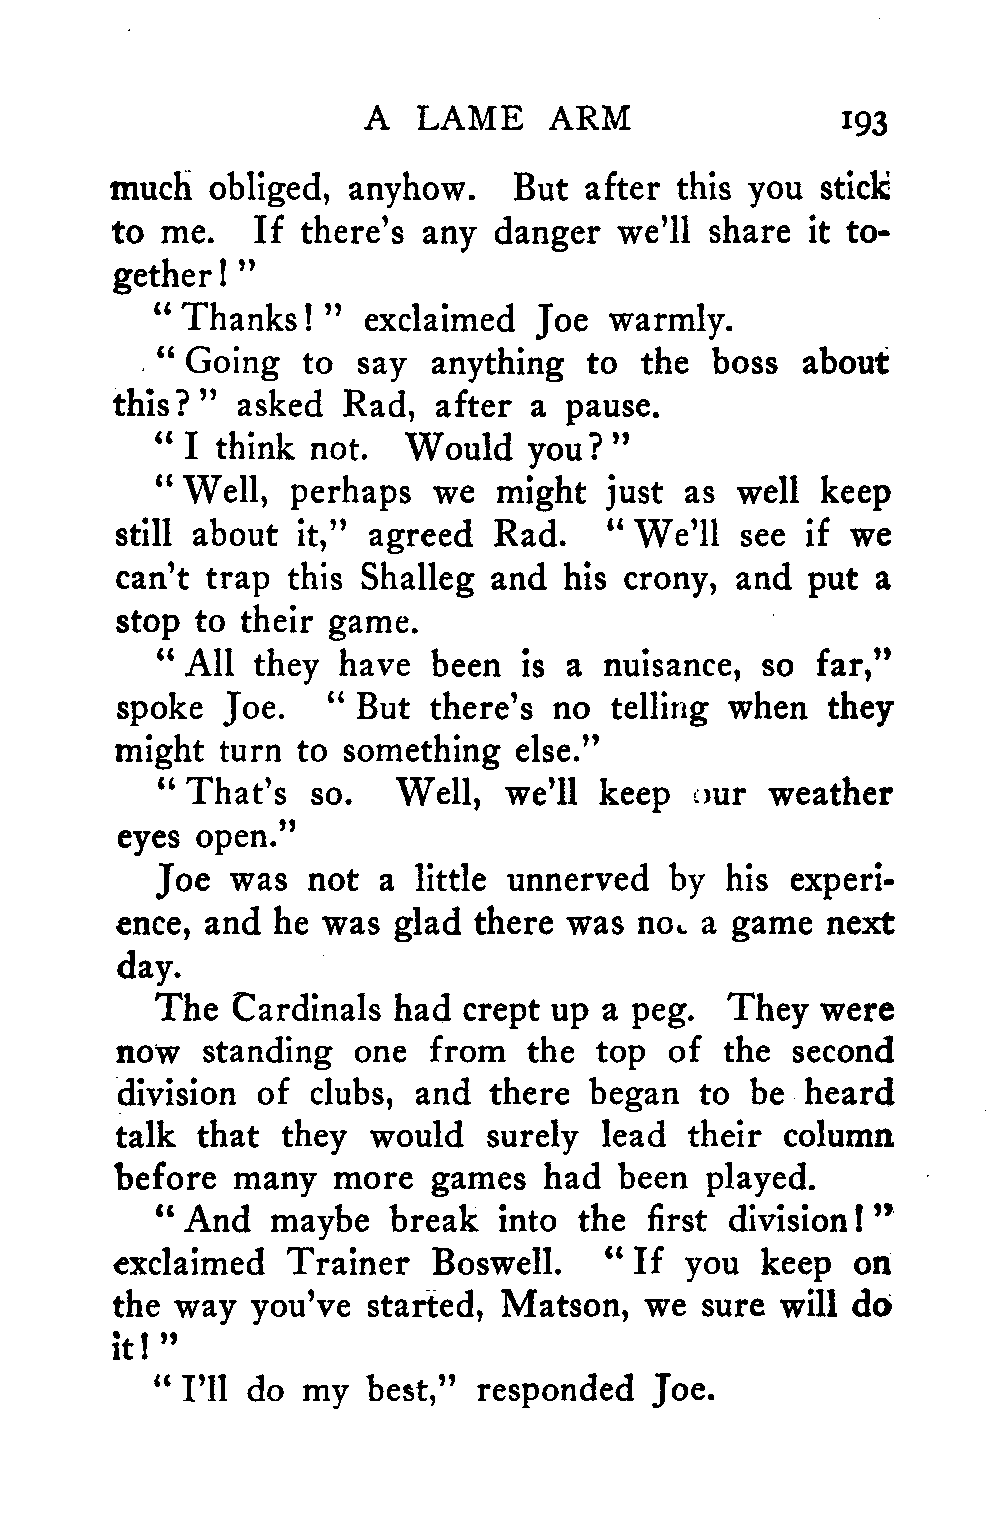 A LAME ARM 193
much obliged, anyhow. But after this you stick
to me. If there's any danger we'll share it to-
gether!"
"Thanks!" exclaimed Joe warmly.
"Going to say anything to the boss about
this?" asked Rad, after a pause.
"I think not. Would you?"
"Well, perhaps we might just as well keep
still about it," agreed Rad. "We'll see if we
can't trap this Shalleg and his crony, and put a
stop to their game.
"All they have been is a nuisance, so far,"
spoke Joe. "But there's no telling when they
might turn to something else."
"That's so. Well, we'll keep our weather
eyes open."
Joe was not a little unnerved by his experi-
ence, and he was glad there was not a game next
day.
The Cardinals had crept up a peg. They were
now standing one from the top of the second
division of clubs, and there began to be heard
talk that they would surely lead their column
before many more games had been played.
"And maybe break into the first division!"
exclaimed Trainer Boswell. "If you keep on
the way you've started, Matson, we sure will do
it!"
"I'll do my best," responded Joe.